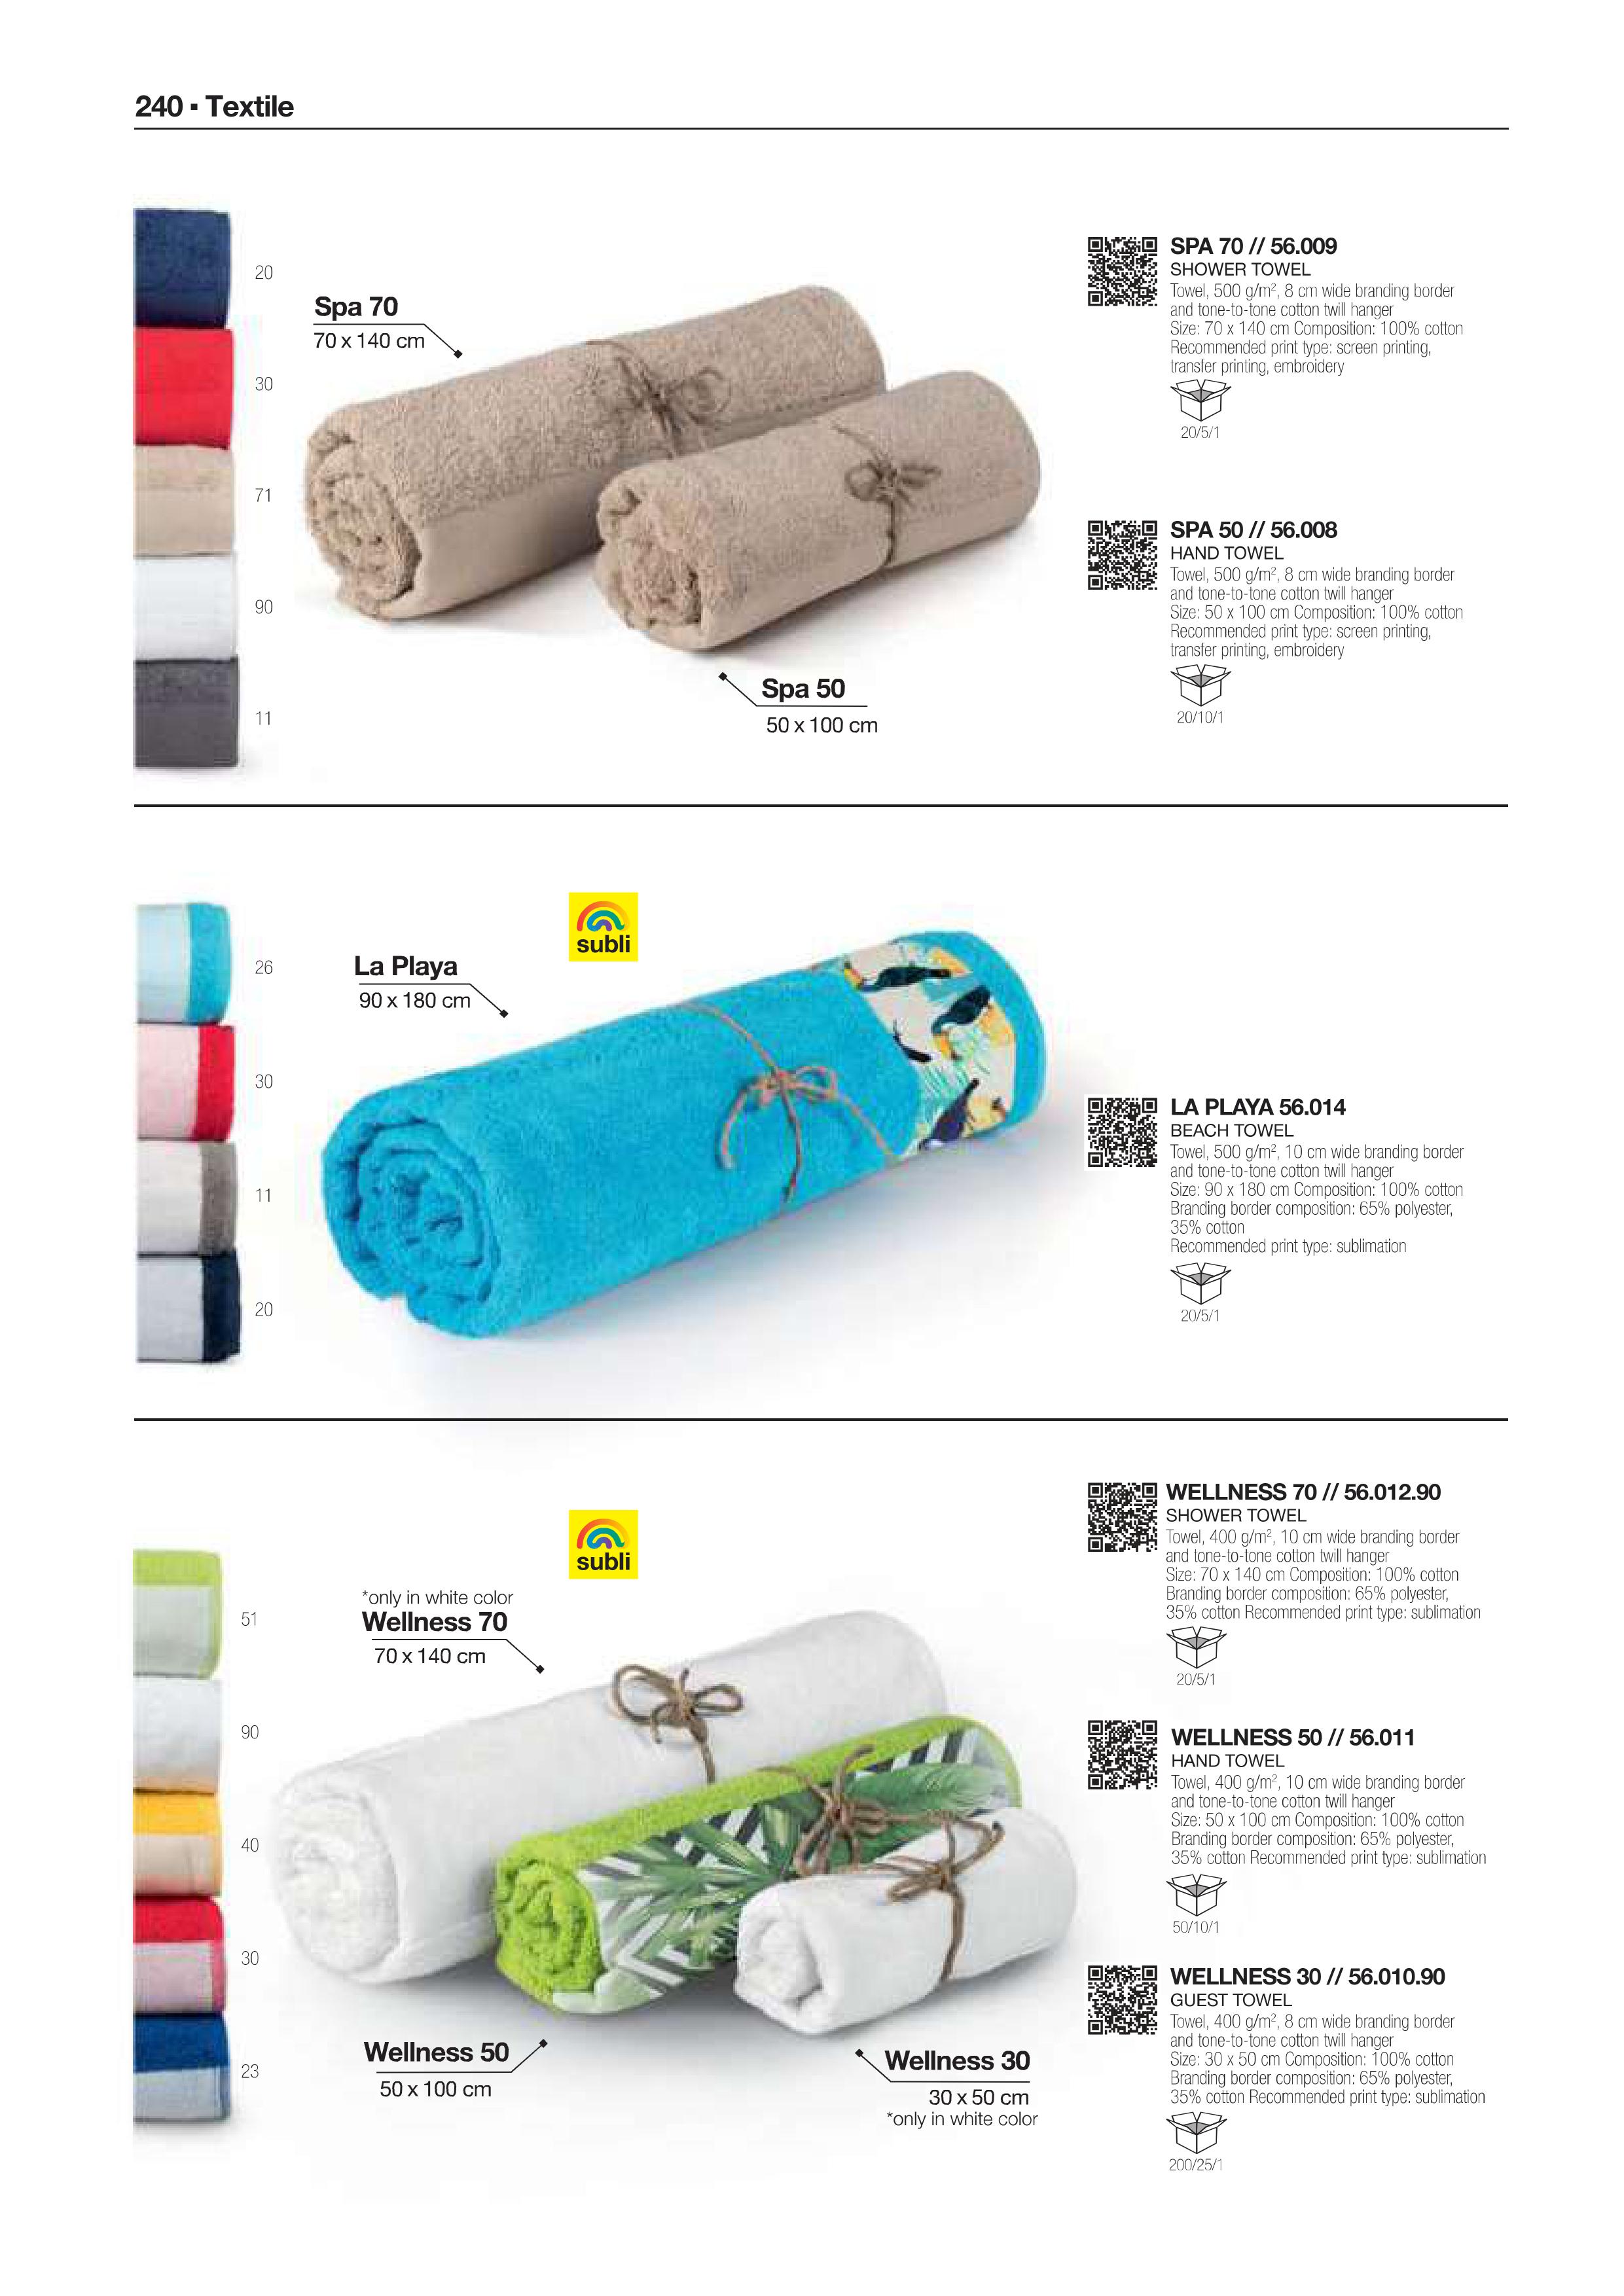 240 ▪ Textile
20
30
71
90
11
Spa 70
70 x 140 cm
Spa 50
50 x 100 cm
SPA 70 // 56.009
SHOWER TOWEL
Towel, 500 g/m², 8 cm wide branding border
and tone-to-tone cotton twill hanger
Size: 70 x 140 cm Composition: 100% cotton
Recommended print type: screen printing,
transfer printing, embroidery
20/5/1
SPA 50 // 56.008
HAND TOWEL
Towel, 500 g/m², 8 cm wide branding border
and tone-to-tone cotton twill hanger
Size: 50 x 100 cm Composition: 100% cotton
Recommended print type: screen printing,
transfer printing, embroidery
20/10/1
26
30
11
20
subli
La Playa
90 x 180 cm
LA PLAYA 56.014
BEACH TOWEL
Towel, 500 g/m², 10 cm wide branding border
and tone-to-tone cotton twill hanger
Size: 90 x 180 cm Composition: 100% cotton
Branding border composition: 65% polyester,
35% cotton
Recommended print type: sublimation
20/5/1
51
90
40
30
23
subli
*only in white color
Wellness 70
70 x 140 cm
Wellness 50
50 x 100 cm
Wellness 30
30 x 50 cm
*only in white color
WELLNESS 70 // 56.012.90
SHOWER TOWEL
Towel, 400 g/m², 10 cm wide branding border
and tone-to-tone cotton twill hanger
Size: 70 x 140 cm Composition: 100% cotton
Branding border composition: 65% polyester,
35% cotton Recommended print type: sublimation
20/5/1
WELLNESS 50 // 56.011
HAND TOWEL
Towel, 400 g/m², 10 cm wide branding border
and tone-to-tone cotton twill hanger
Size: 50 x 100 cm Composition: 100% cotton
Branding border composition: 65% polyester,
35% cotton Recommended print type: sublimation
50/10/1
WELLNESS 30 // 56.010.90
GUEST TOWEL
Towel, 400 g/m², 8 cm wide branding border
and tone-to-tone cotton twill hanger
Size: 30 x 50 cm Composition: 100% cotton
Branding border composition: 65% polyester,
35% cotton Recommended print type: sublimation
200/25/1